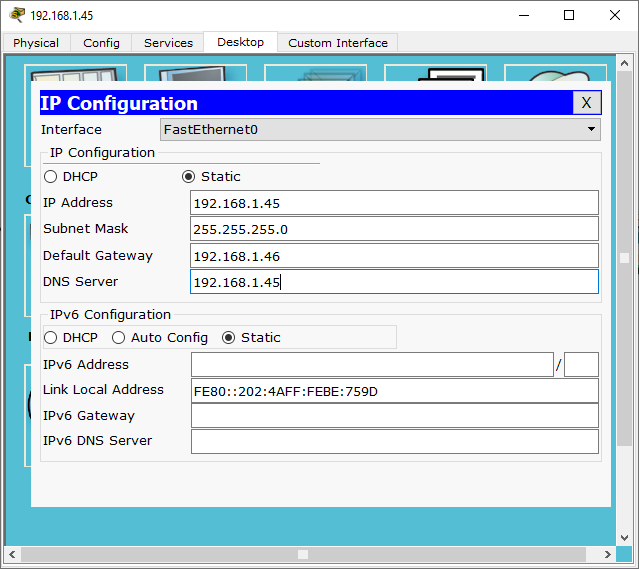 192.168.1.45
Physical Config Services Desktop Custom Interface
IP Configuration X
Interface FastEthernet0
IP Configuration
DHCP Static
IP Address 192.168.1.45
Subnet Mask 255.255.255.0
Default Gateway 192.168.1.46
DNS Server 192.168.1.45
IPv6 Configuration
DHCP Auto Config Static
IPv6 Address /
Link Local Address FE80::202:4AFF:FEBE:759D
IPv6 Gateway
IPv6 DNS Server